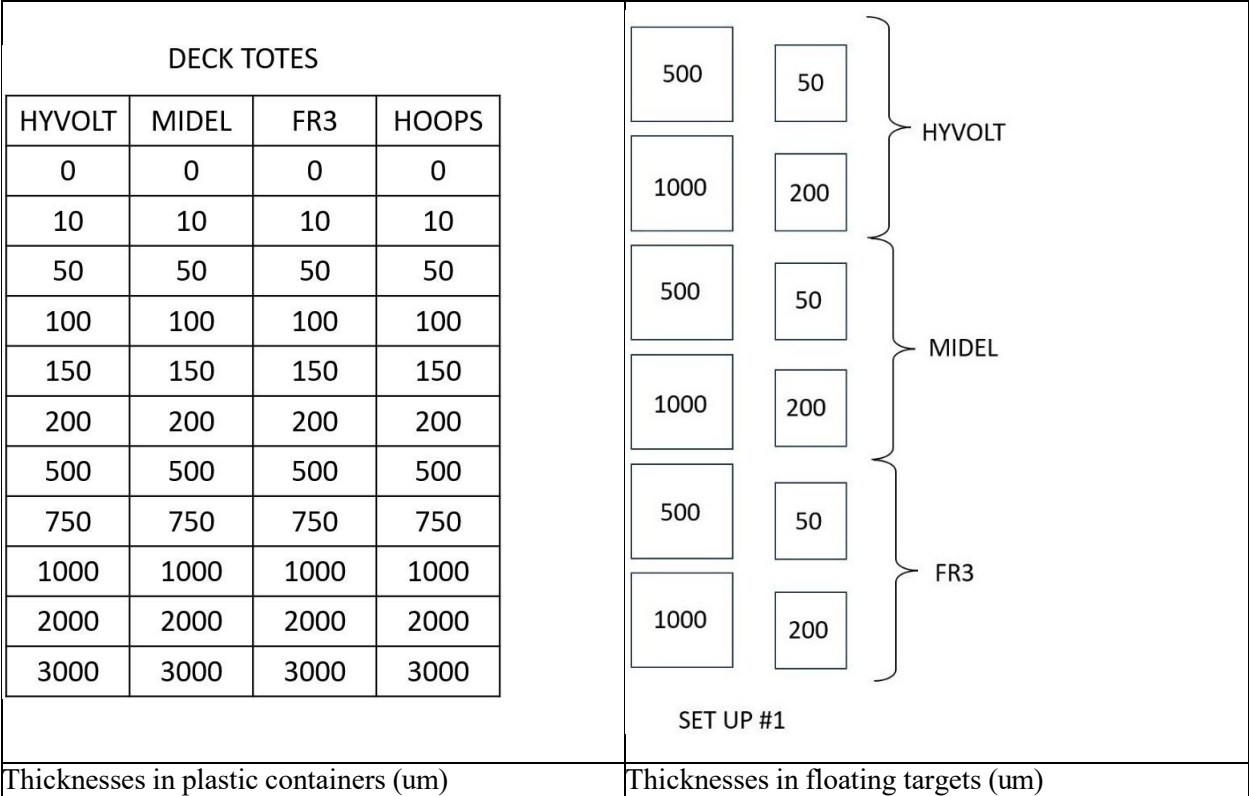 DECK TOTES
HYVOLT MIDEL FR3 HOOPS
0 0 0 0
10 10 10 10
50 50 50 50
100 100 100 100
150 150 150 150
200 200 200 200
500 500 500 500
750 750 750 750
1000 1000 1000 1000
2000 2000 2000 2000
3000 3000 3000 3000
Thicknesses in plastic containers (um)
500 50
HYVOLT
1000 200
500 50
MIDEL
1000 200
500 50
FR3
1000 200
SET UP #1
Thicknesses in floating targets (um)